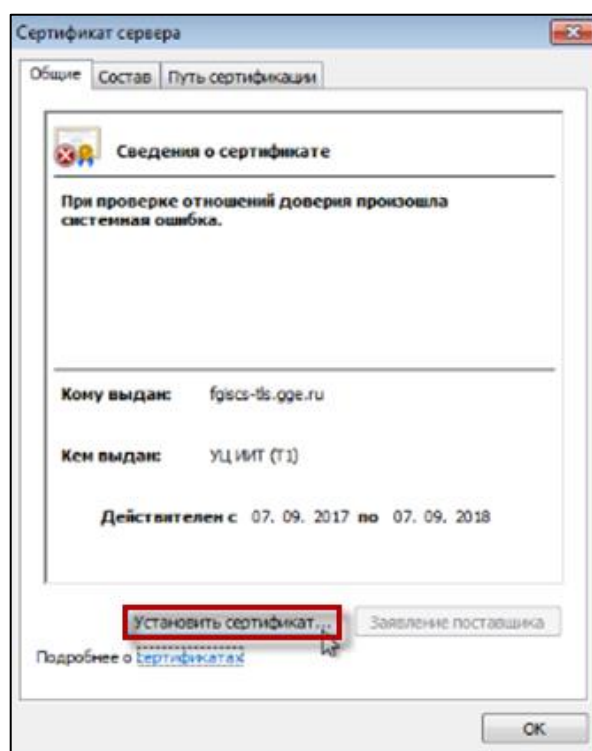 Сертификат сервера
Общие
Состав
Путь сертификации
Сведения о сертификате
При проверке отношений доверия произошла
системная ошибка.
Кому выдан: fgiscs-tls.gge.ru
Кем выдан: УЦ ИИТ (Т1)
Действителен с 07. 09. 2017 по 07. 09. 2018
Установить сертификат...
Заявление поставщика
Подробнее о сертификатах
ОК